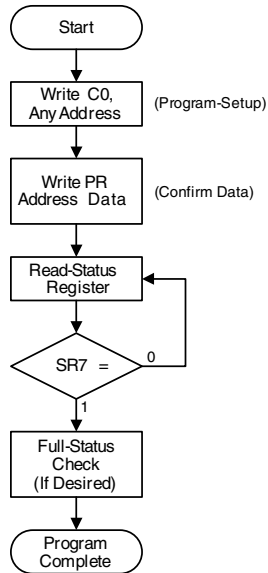 Start
Write C0,
Any Address
(Program-Setup)
Write PR
Address Data
(Confirm Data)
Read-Status
Register
SR7 =
0
1
Full-Status
Check
(If Desired)
Program
Complete